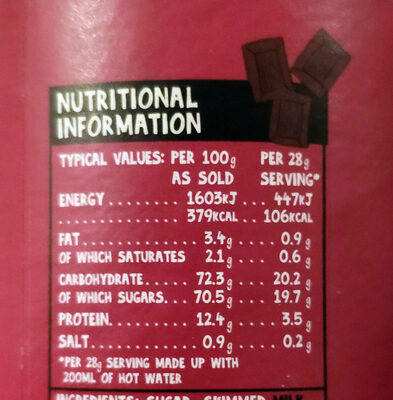 NUTRITIONAL
INFORMATION
TYPICAL VALUES: PER 100g PER 28g
AS SOLD SERVING*
ENERGY ........ 1603KJ ... 447KJ
............. 379KCAL .. 106KCAL
FAT ............ 3.4g .... 0.9g
OF WHICH SATURATES 2.1g ... 0.6g
CARBOHYDRATE.... 72.3g ... 20.2g
OF WHICH SUGARS... 70.5g ... 19.7g
PROTEIN......... 12.4g .... 3.5g
SALT............ 0.9g .... 0.2g
*PER 28g SERVING MADE UP WITH
200ML OF HOT WATER
INGREDIENTS: SUGAR, SKIMMED MILK